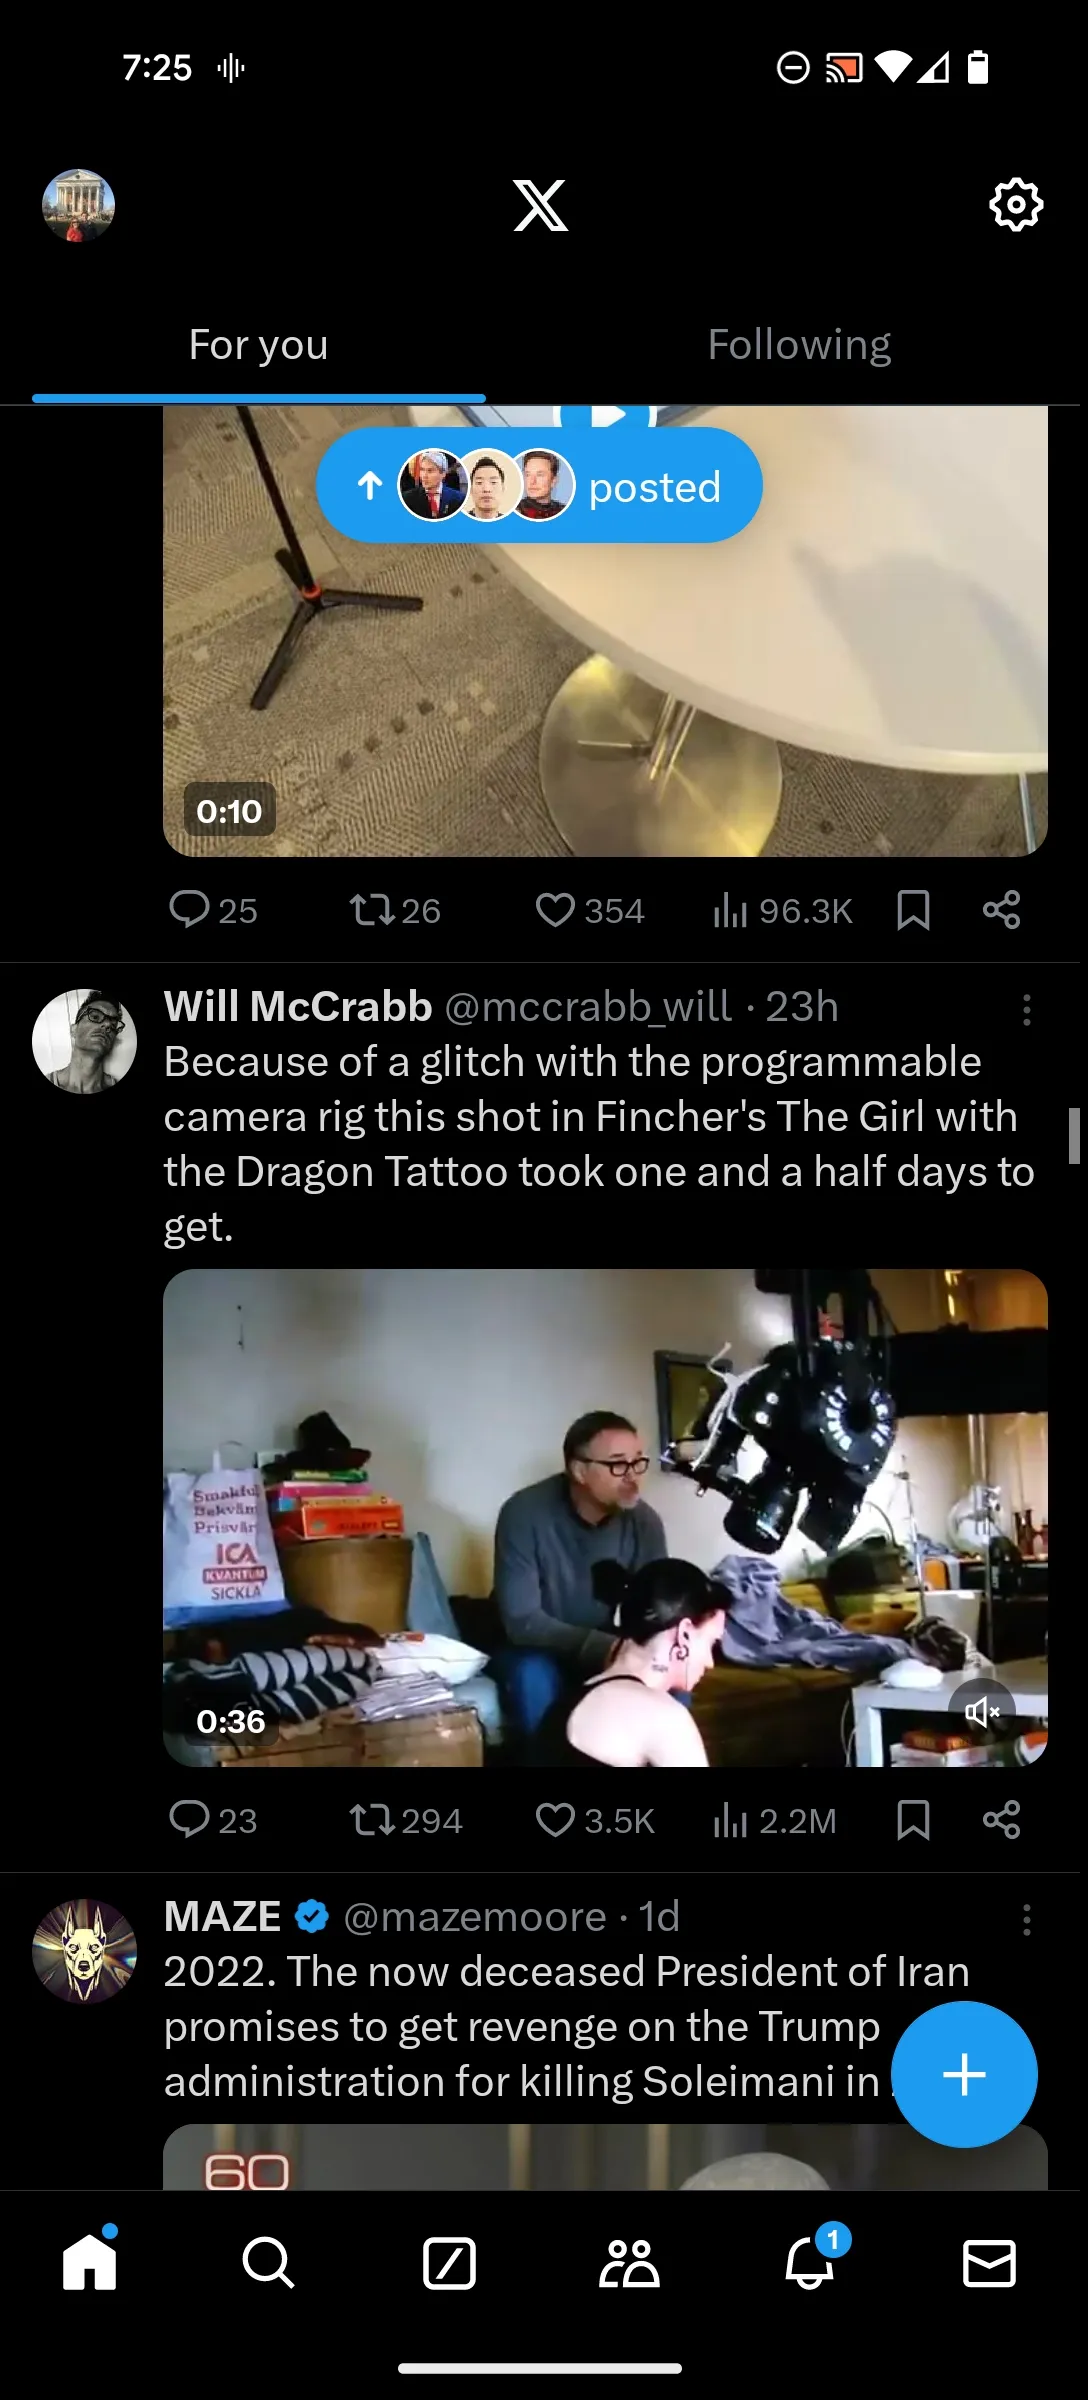 7:25
For you
Following
posted
0:10
25
26
354
96.3K
Will McCrabb @mccrabb_will · 23h
Because of a glitch with the programmable
camera rig this shot in Fincher's The Girl with
the Dragon Tattoo took one and a half days to
get.
Smakful
Bekväm
Prisvär
ICA
KVANTUM
SICKLA
0:36
23
294
3.5K
2.2M
MAZE @mazemoore · 1d
2022. The now deceased President of Iran
promises to get revenge on the Trump
administration for killing Soleimani in
60
1